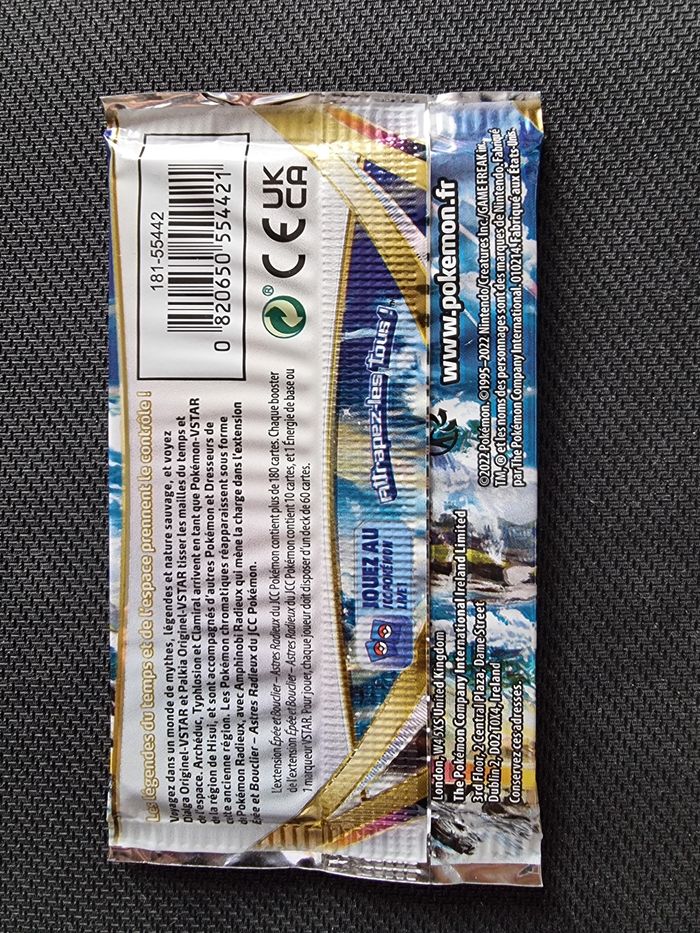 Les légendes du temps et de l'espace prennent le contrôle !
Voyagez dans un monde de mythes, légendes et nature sauvage, et voyez
Dialga Originel-VSTAR et Palkia Originel-VSTAR tisser les mailles du temps et
de l'espace. Archéduc, Typhlosion et Clamiral arrivent en tant que Pokémon-VSTAR
de la région de Hisui, et sont accompagnés d'autres Pokémon et Dresseurs de
cette ancienne région. Les Pokémon chromatiques réapparaissent sous forme
de Pokémon Radieux, avec Amphinobi Radieux qui mène la charge dans l'extension
Épée et Bouclier – Astres Radieux du JCC Pokémon.
L'extension Épée et Bouclier – Astres Radieux du JCC Pokémon contient plus de 180 cartes. Chaque booster
de l'extension Épée et Bouclier – Astres Radieux du JCC Pokémon contient 10 cartes, et 1 Énergie de base ou
1 marqueur VSTAR. Pour jouer, chaque joueur doit disposer d'un deck de 60 cartes.
181-55442
0 820650 554421
® CE UK
CA
JOUEZ AU
JCC POKÉMON
LIVE !
Attrapez-les Tous !™
London, W4 5XS United Kingdom
The Pokémon Company International Ireland Limited
3rd Floor, 2 Central Plaza, Dame Street
Dublin 2, D02 T0X4, Ireland
Conservez ces adresses.
www.pokemon.fr
©2022 Pokémon. ©1995–2022 Nintendo/Creatures Inc./GAME FREAK inc.
TM, ® et les noms des personnages sont des marques de Nintendo. Fabriqué
par The Pokémon Company International. 010214. Fabriqué aux États-Unis.